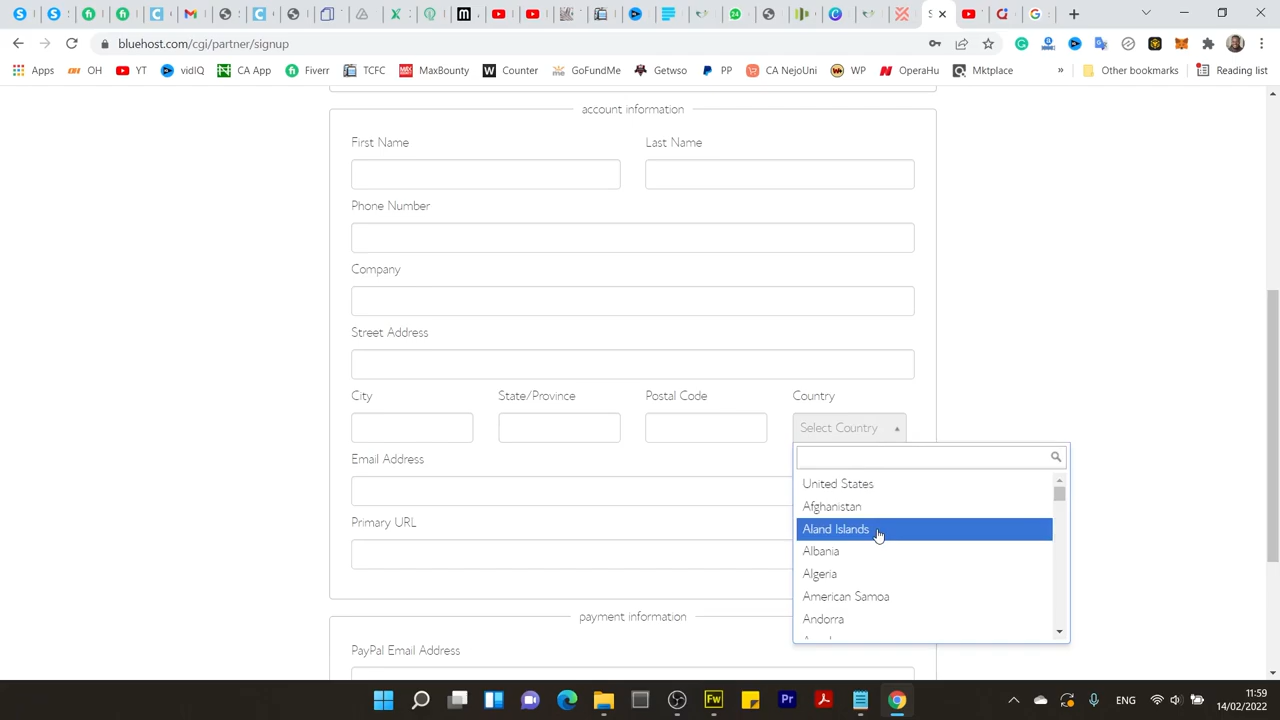 S
24
bluehost.com/cgi/partner/signup
Apps
OH
YT
vidIQ
CA App
Fiverr
TCFC
MaxBounty
Counter
GoFundMe
Getwso
PP
CA NejoUni
WP
OperaHu
Mktplace
»
Other bookmarks
Reading list
account information
First Name
Last Name
Phone Number
Company
Street Address
City
State/Province
Postal Code
Country
Select Country
Email Address
United States
Afghanistan
Primary URL
Aland Islands
Albania
Algeria
American Samoa
Andorra
payment information
PayPal Email Address
Fw
Pr
ENG
11:59
14/02/2022